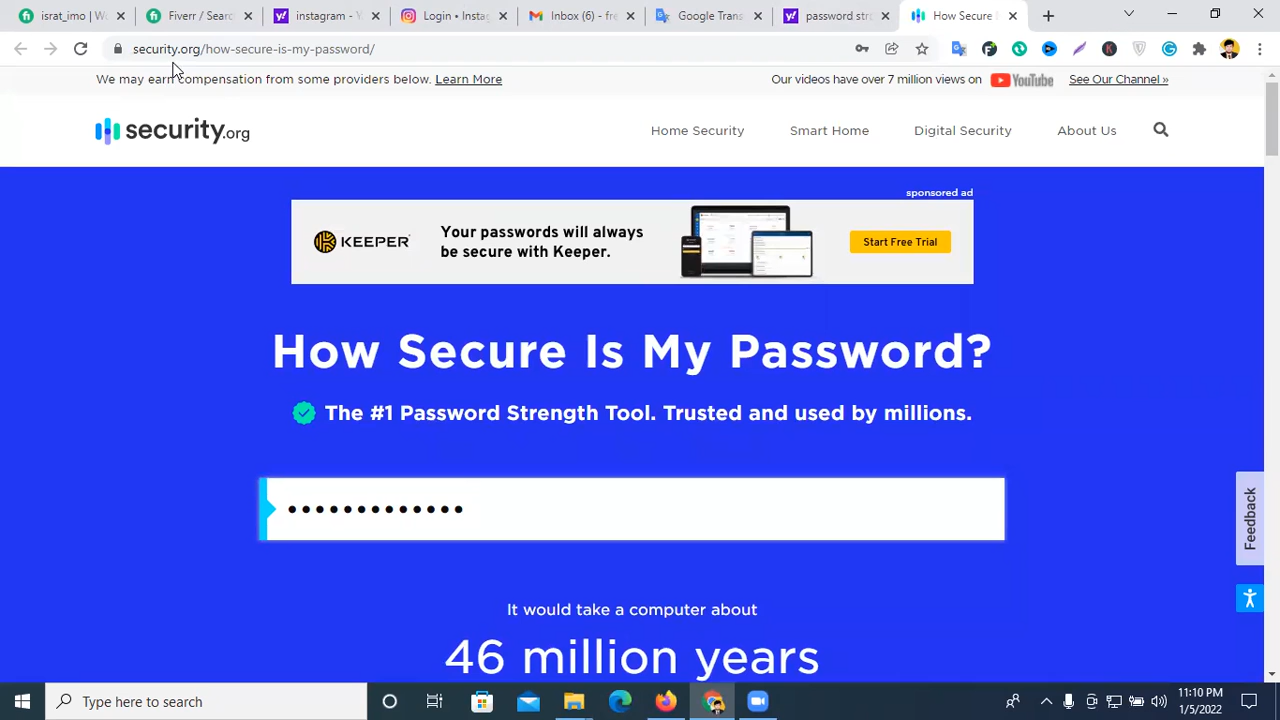 israt_imo | We
Fiverr / Searc
instagram - Y
Login • Instag
Inbox (6) - fre
Google Trans
password stro
How Secure I
security.org/how-secure-is-my-password/
We may earn compensation from some providers below. Learn More
Our videos have over 7 million views on YouTube See Our Channel »
security.org
Home Security
Smart Home
Digital Security
About Us
sponsored ad
KEEPER
Your passwords will always
be secure with Keeper.
Start Free Trial
How Secure Is My Password?
The #1 Password Strength Tool. Trusted and used by millions.
•••••••••••••
Feedback
It would take a computer about
46 million years
Type here to search
11:10 PM
1/5/2022